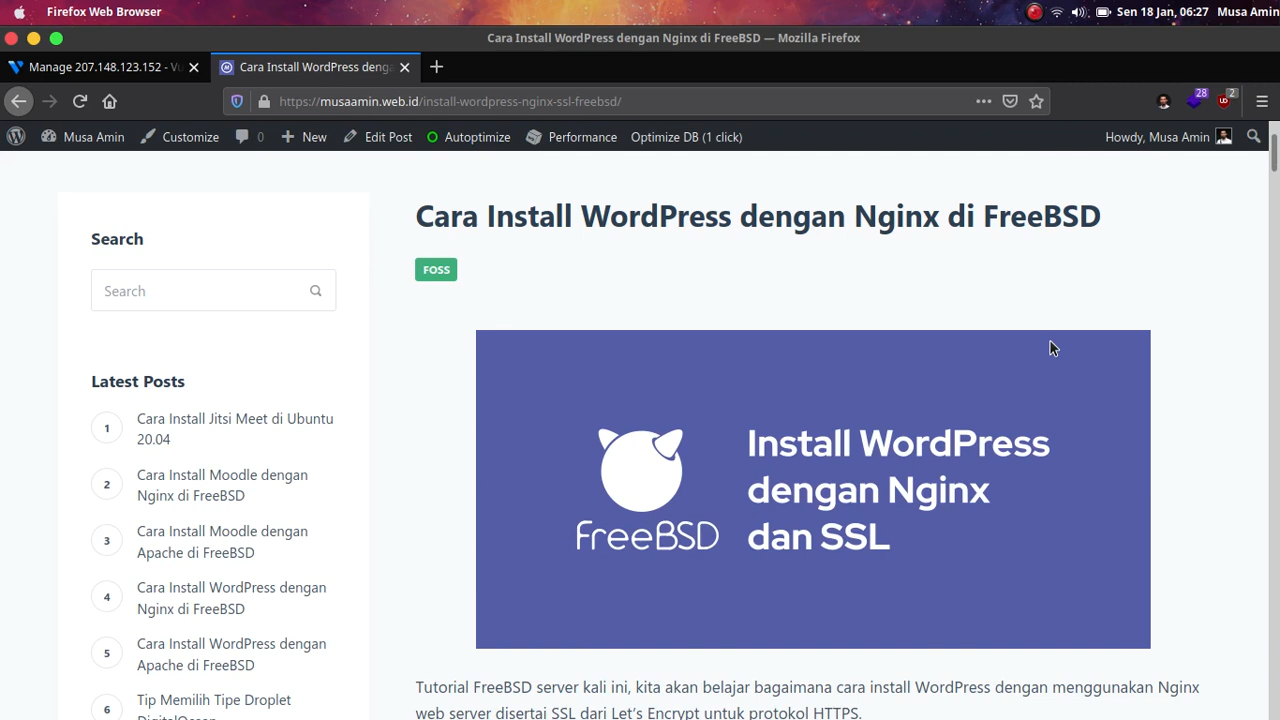 Firefox Web Browser
Sen 18 Jan, 06:27 Musa Amin
Cara Install WordPress dengan Nginx di FreeBSD — Mozilla Firefox
Manage 207.148.123.152 - Vu
Cara Install WordPress deng
https://musaamin.web.id/install-wordpress-nginx-ssl-freebsd/
28
2
Musa Amin
Customize
0
New
Edit Post
Autoptimize
Performance
Optimize DB (1 click)
Howdy, Musa Amin
Search
Search
Latest Posts
1
Cara Install Jitsi Meet di Ubuntu
20.04
2
Cara Install Moodle dengan
Nginx di FreeBSD
3
Cara Install Moodle dengan
Apache di FreeBSD
4
Cara Install WordPress dengan
Nginx di FreeBSD
5
Cara Install WordPress dengan
Apache di FreeBSD
6
Tip Memilih Tipe Droplet
DigitalOcean
Cara Install WordPress dengan Nginx di FreeBSD
FOSS
FreeBSD
Install WordPress
dengan Nginx
dan SSL
Tutorial FreeBSD server kali ini, kita akan belajar bagaimana cara install WordPress dengan menggunakan Nginx
web server disertai SSL dari Let's Encrypt untuk protokol HTTPS.